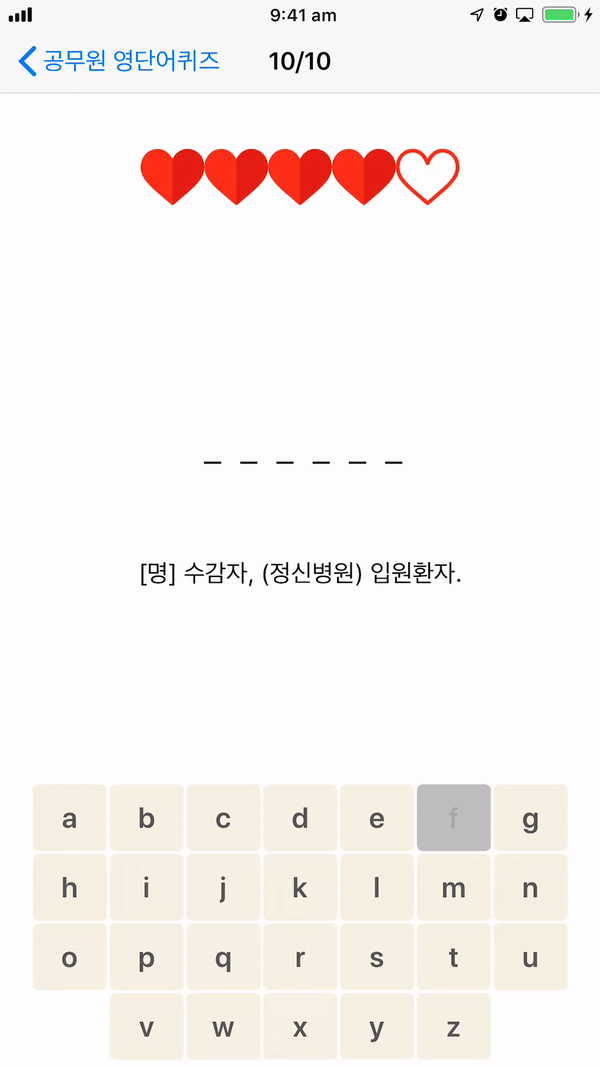 9:41 am
공무원 영단어퀴즈 10/10
_ _ _ _ _ _
[명] 수감자, (정신병원) 입원환자.
a b c d e f g
h i j k l m n
o p q r s t u
v w x y z